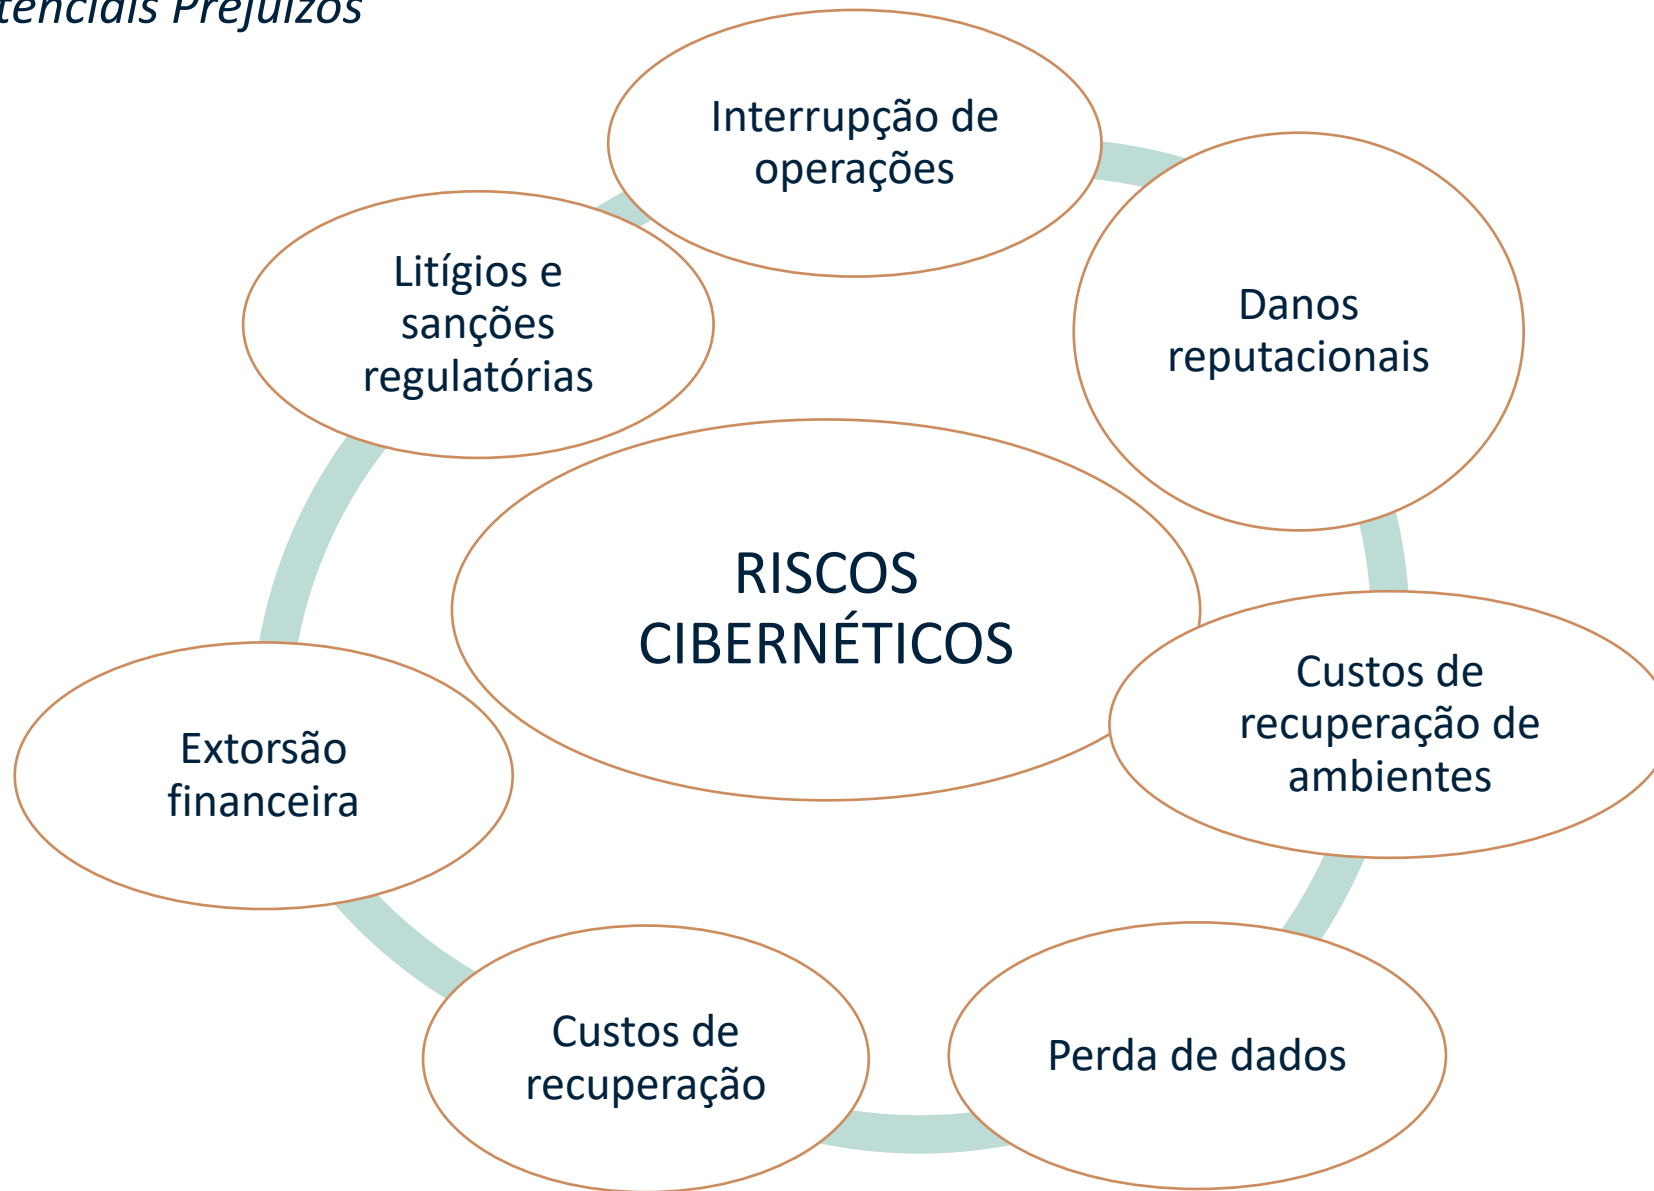 Prejuízos
Interrupção de
operações
Danos
reputacionais
Custos de
recuperação de
ambientes
Perda de dados
Custos de
recuperação
Extorsão
financeira
Litígios e
sanções
regulatórias
RISCOS
CIBERNÉTICOS